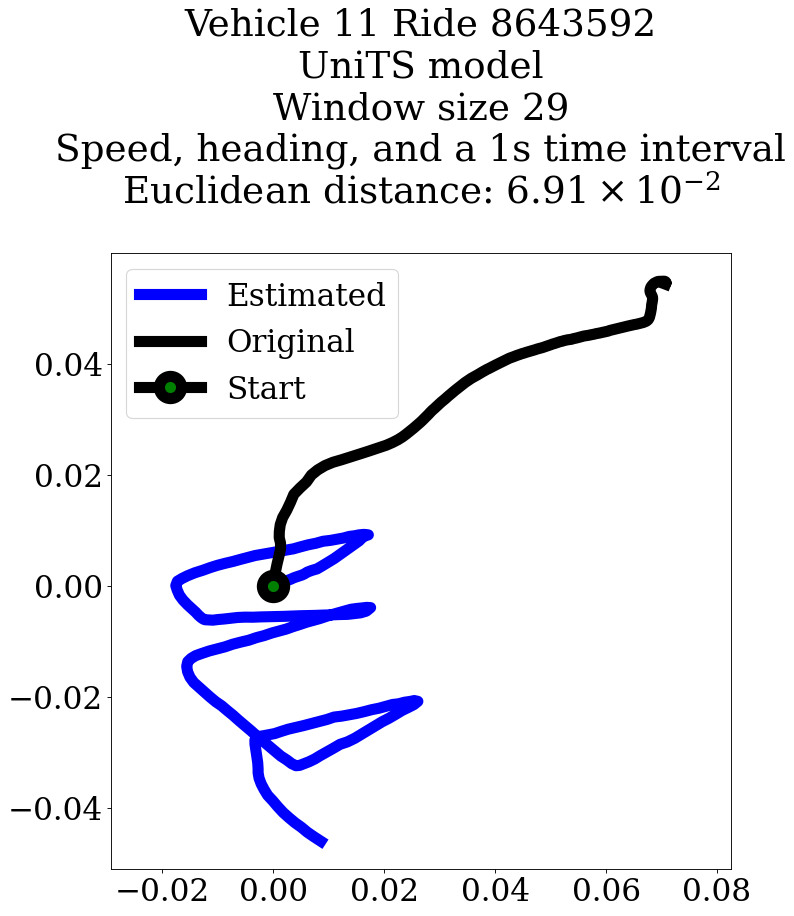 Vehicle 11 Ride 8643592
UniTS model
Window size 29
Speed, heading, and a 1s time interval
Euclidean distance: 6.91 × 10⁻²
Estimated
Original
Start
0.04
0.02
0.00
−0.02
−0.04
−0.02 0.00 0.02 0.04 0.06 0.08